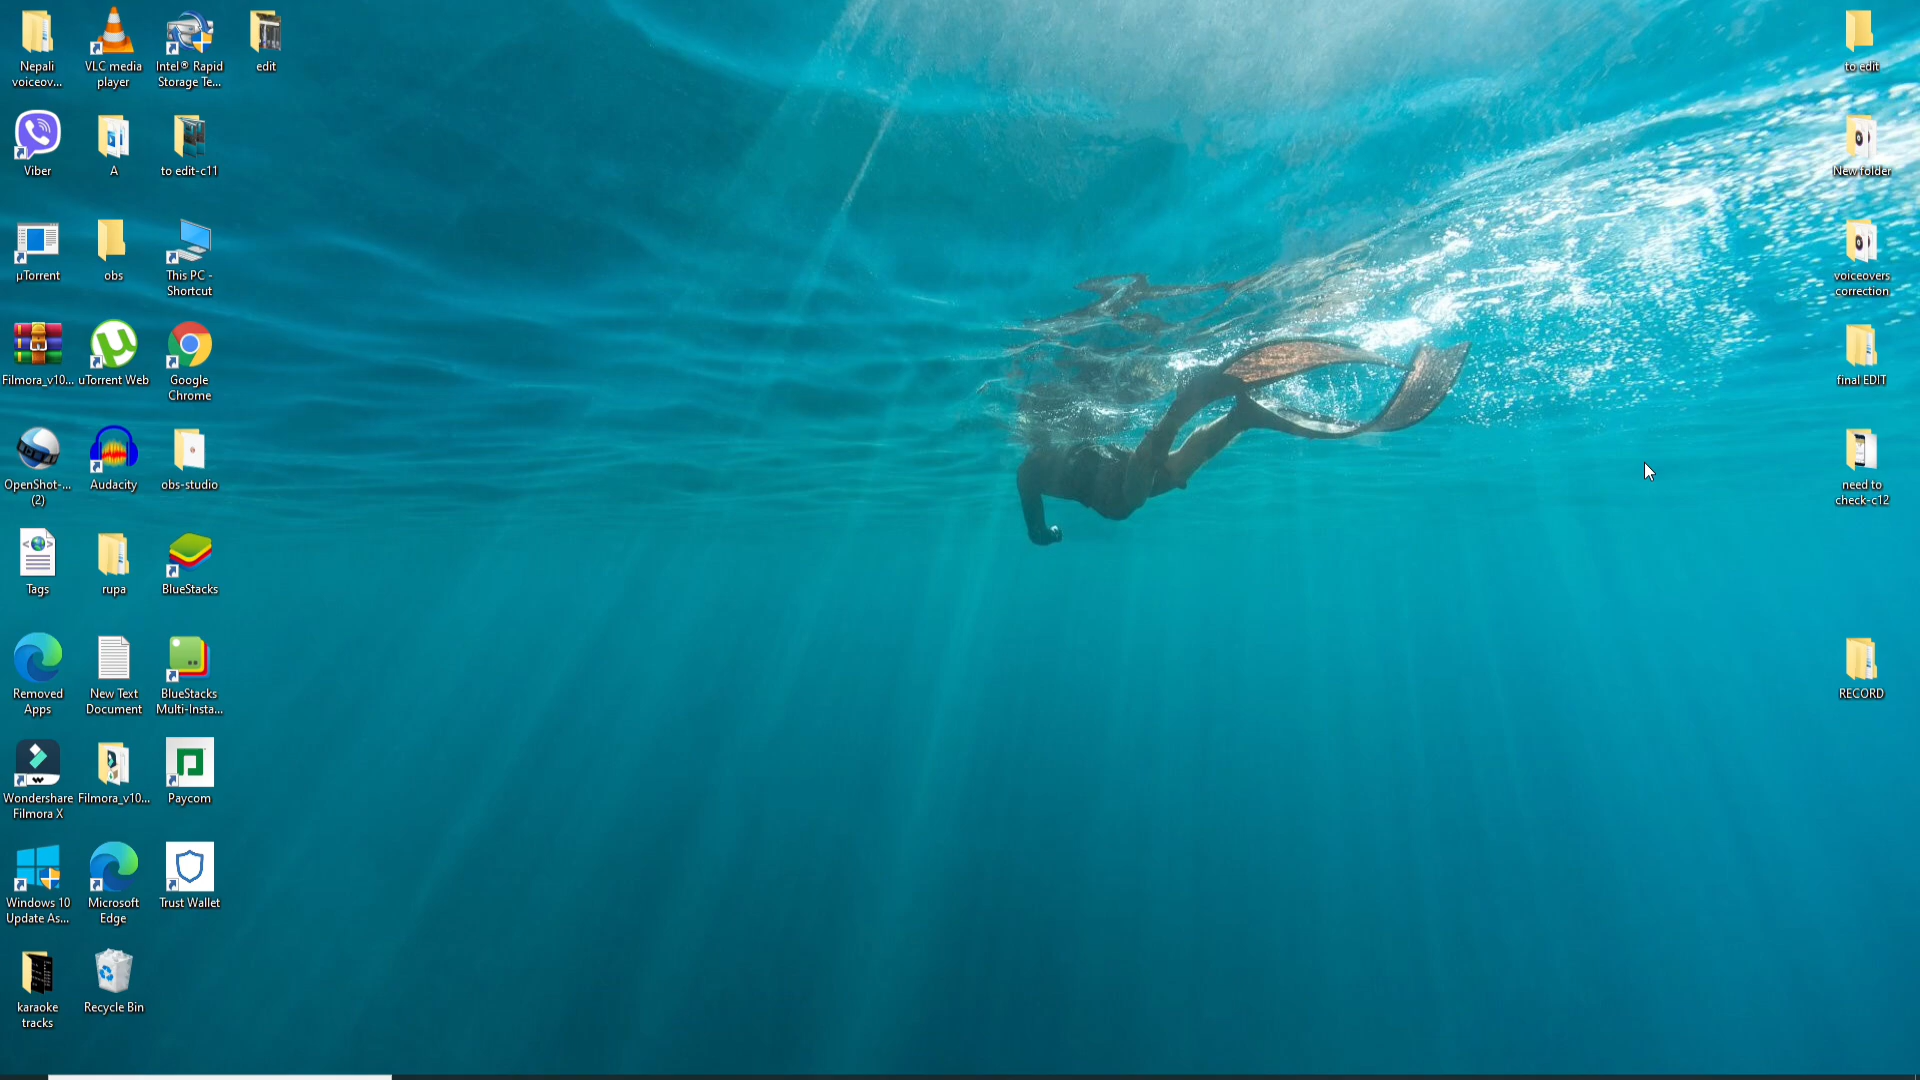 Nepali
voiceov...
VLC media
player
Intel® Rapid
Storage Te...
edit
Viber
A
to edit-c11
µTorrent
obs
This PC -
Shortcut
Filmora_v10...
uTorrent Web
Google
Chrome
OpenShot-...
(2)
Audacity
obs-studio
Tags
rupa
BlueStacks
Removed
Apps
New Text
Document
BlueStacks
Multi-Insta...
Wondershare
Filmora X
Filmora_v10...
Paycom
Windows 10
Update As...
Microsoft
Edge
Trust Wallet
karaoke
tracks
Recycle Bin
to edit
New folder
voiceovers
correction
final EDIT
need to
check-c12
RECORD